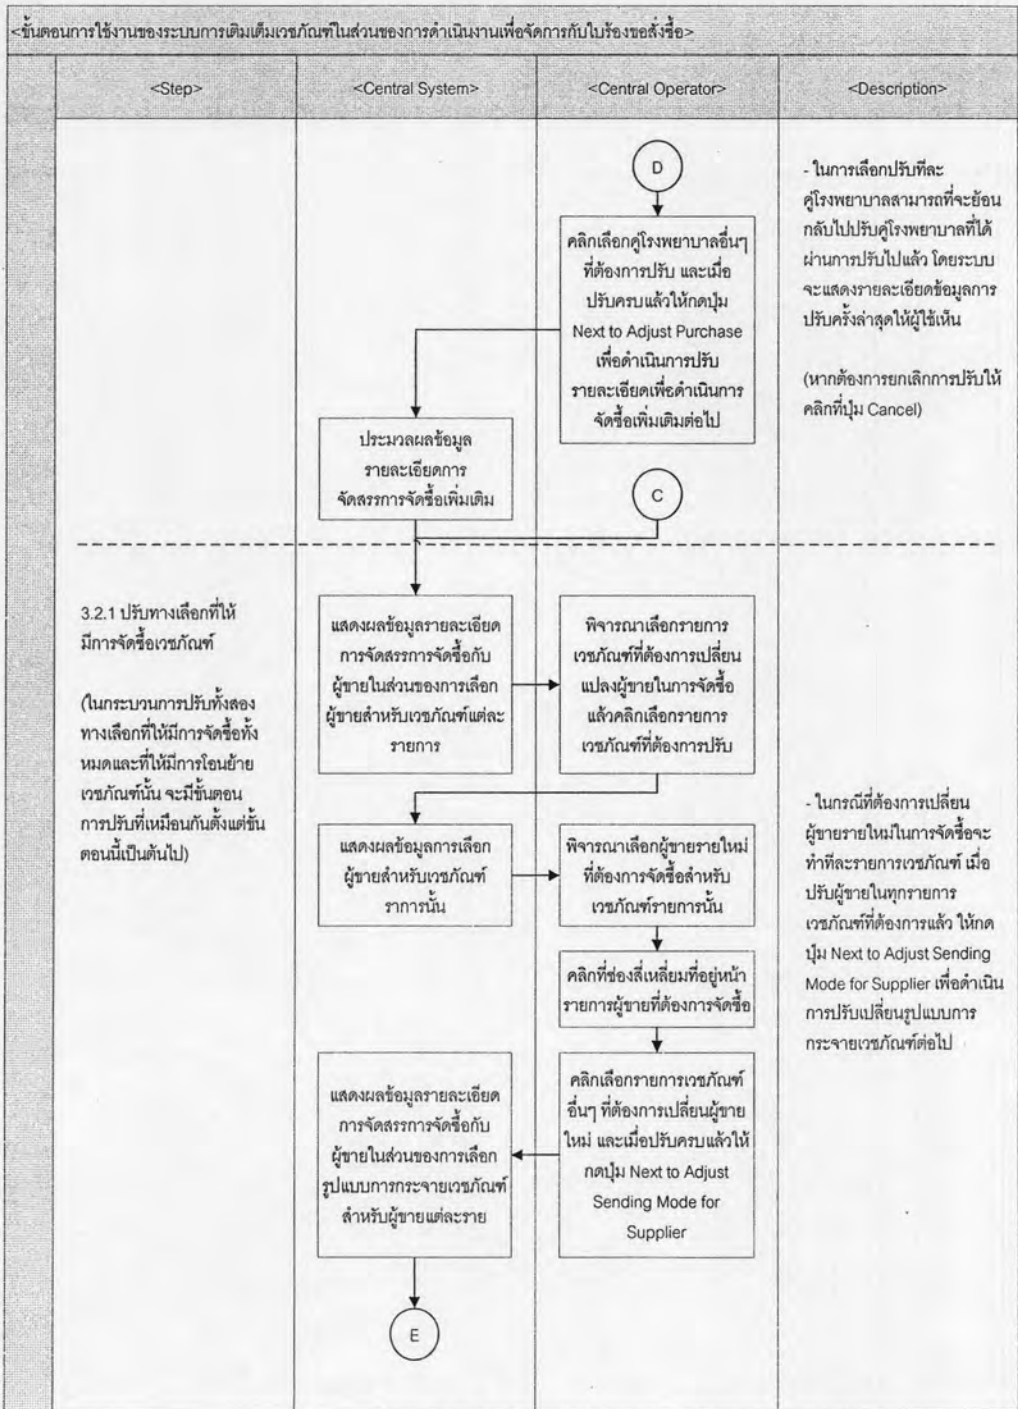 <ขั้นตอนการใช้งานของระบบการเติมเต็มเวชภัณฑ์ในส่วนของการดำเนินงานเพื่อจัดการกับใบร้องขอสั่งซื้อ>
<Step>
<Central System>
<Central Operator>
<Description>
D
- ในการเลือกปรับทีละ
คู่โรงพยาบาลสามารถที่จะย้อน
กลับไปปรับคู่โรงพยาบาลที่ได้
ผ่านการปรับไปแล้ว โดยระบบ
จะแสดงรายละเอียดข้อมูลการ
ปรับครั้งล่าสุดให้ผู้ใช้เห็น
(หากต้องการยกเลิกการปรับให้
คลิกที่ปุ่ม Cancel)
คลิกเลือกคู่โรงพยาบาลอื่นๆ
ที่ต้องการปรับ และเมื่อ
ปรับครบแล้วให้กดปุ่ม
Next to Adjust Purchase
เพื่อดำเนินการปรับ
รายละเอียดเพื่อดำเนินการ
จัดซื้อเพิ่มเติมต่อไป
ประมวลผลข้อมูล
รายละเอียดการ
จัดสรรการจัดซื้อเพิ่มเติม
C
3.2.1 ปรับทางเลือกที่ให้
มีการจัดซื้อเวชภัณฑ์
(ในกระบวนการปรับทั้งสอง
ทางเลือกที่ให้มีการจัดซื้อทั้ง
หมดและที่ให้มีการโอนย้าย
เวชภัณฑ์นั้น จะมีขั้นตอน
การปรับที่เหมือนกันตั้งแต่ขั้น
ตอนนี้เป็นต้นไป)
แสดงผลข้อมูลรายละเอียด
การจัดสรรการจัดซื้อกับ
ผู้ขายในส่วนของการเลือก
ผู้ขายสำหรับเวชภัณฑ์แต่ละ
รายการ
พิจารณาเลือกรายการ
เวชภัณฑ์ที่ต้องการเปลี่ยน
แปลงผู้ขายในการจัดซื้อ
แล้วคลิกเลือกรายการ
เวชภัณฑ์ที่ต้องการปรับ
แสดงผลข้อมูลการเลือก
ผู้ขายสำหรับเวชภัณฑ์
ราการนั้น
พิจารณาเลือกผู้ขายรายใหม่
ที่ต้องการจัดซื้อสำหรับ
เวชภัณฑ์รายการนั้น
- ในกรณีที่ต้องการเปลี่ยน
ผู้ขายรายใหม่ในการจัดซื้อจะ
ทำทีละรายการเวชภัณฑ์ เมื่อ
ปรับผู้ขายในทุกรายการ
เวชภัณฑ์ที่ต้องการแล้ว ให้กด
ปุ่ม Next to Adjust Sending
Mode for Supplier เพื่อดำเนิน
การปรับเปลี่ยนรูปแบบการ
กระจายเวชภัณฑ์ต่อไป
คลิกที่ช่องสี่เหลี่ยมที่อยู่หน้า
รายการผู้ขายที่ต้องการจัดซื้อ
แสดงผลข้อมูลรายละเอียด
การจัดสรรการจัดซื้อกับ
ผู้ขายในส่วนของการเลือก
รูปแบบการกระจายเวชภัณฑ์
สำหรับผู้ขายแต่ละราย
คลิกเลือกรายการเวชภัณฑ์
อื่นๆ ที่ต้องการเปลี่ยนผู้ขาย
ใหม่ และเมื่อปรับครบแล้วให้
กดปุ่ม Next to Adjust
Sending Mode for
Supplier
E